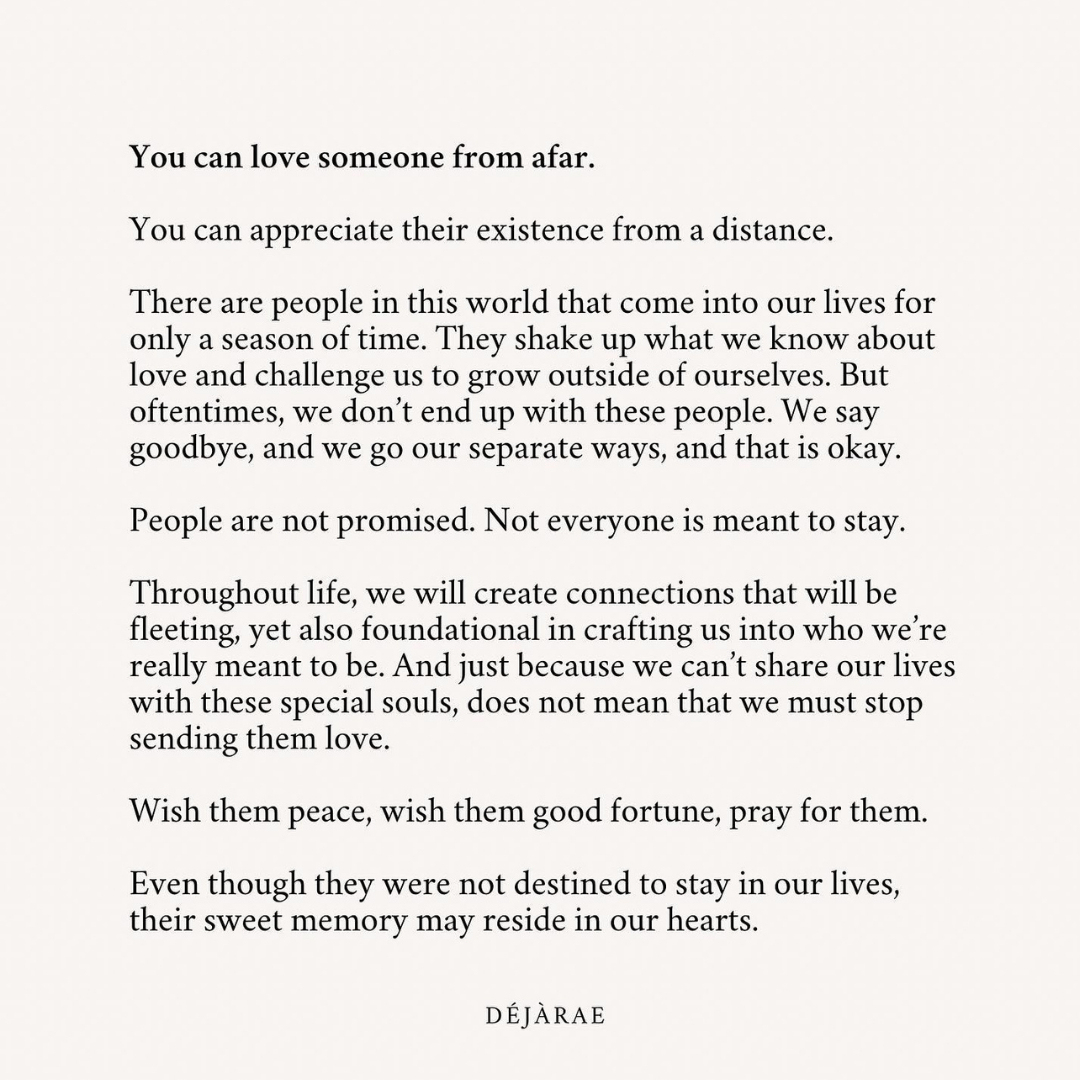 You can love someone from afar.
You can appreciate their existence from a distance.
There are people in this world that come into our lives for
only a season of time. They shake up what we know about
love and challenge us to grow outside of ourselves. But
oftentimes, we don’t end up with these people. We say
goodbye, and we go our separate ways, and that is okay.
People are not promised. Not everyone is meant to stay.
Throughout life, we will create connections that will be
fleeting, yet also foundational in crafting us into who we’re
really meant to be. And just because we can’t share our lives
with these special souls, does not mean that we must stop
sending them love.
Wish them peace, wish them good fortune, pray for them.
Even though they were not destined to stay in our lives,
their sweet memory may reside in our hearts.
DÉJÀRAE